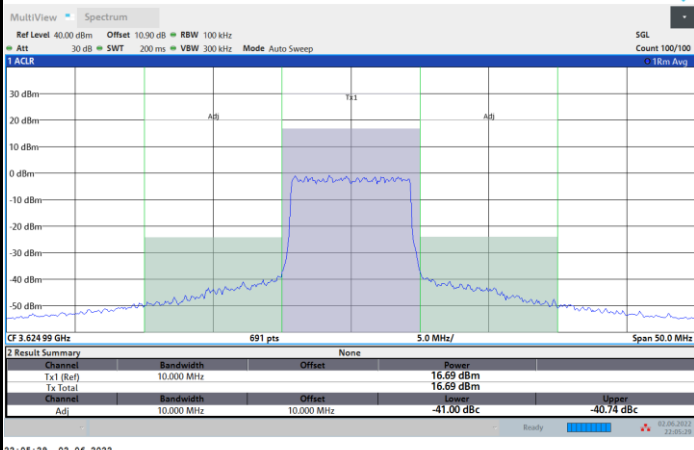 MultiView Spectrum
Ref Level 40.00 dBm Offset 10.90 dB RBW 100 kHz SGL
Att 30 dB SWT 200 ms VBW 300 kHz Mode Auto Sweep Count 100/100
1 ACLR 1Rm Avg
30 dBm
Tx1
20 dBm
Adj Adj
10 dBm
0 dBm
-10 dBm
-20 dBm
-30 dBm
-40 dBm
-50 dBm
CF 3.624 99 GHz 691 pts 5.0 MHz/ Span 50.0 MHz
2 Result Summary None
Channel Bandwidth Offset Power
Tx1 (Ref) 10.000 MHz 16.69 dBm
Tx Total 16.69 dBm
Channel Bandwidth Offset Lower Upper
Adj 10.000 MHz 10.000 MHz -41.00 dBc -40.74 dBc
Ready 02.06.2022
22:05:20